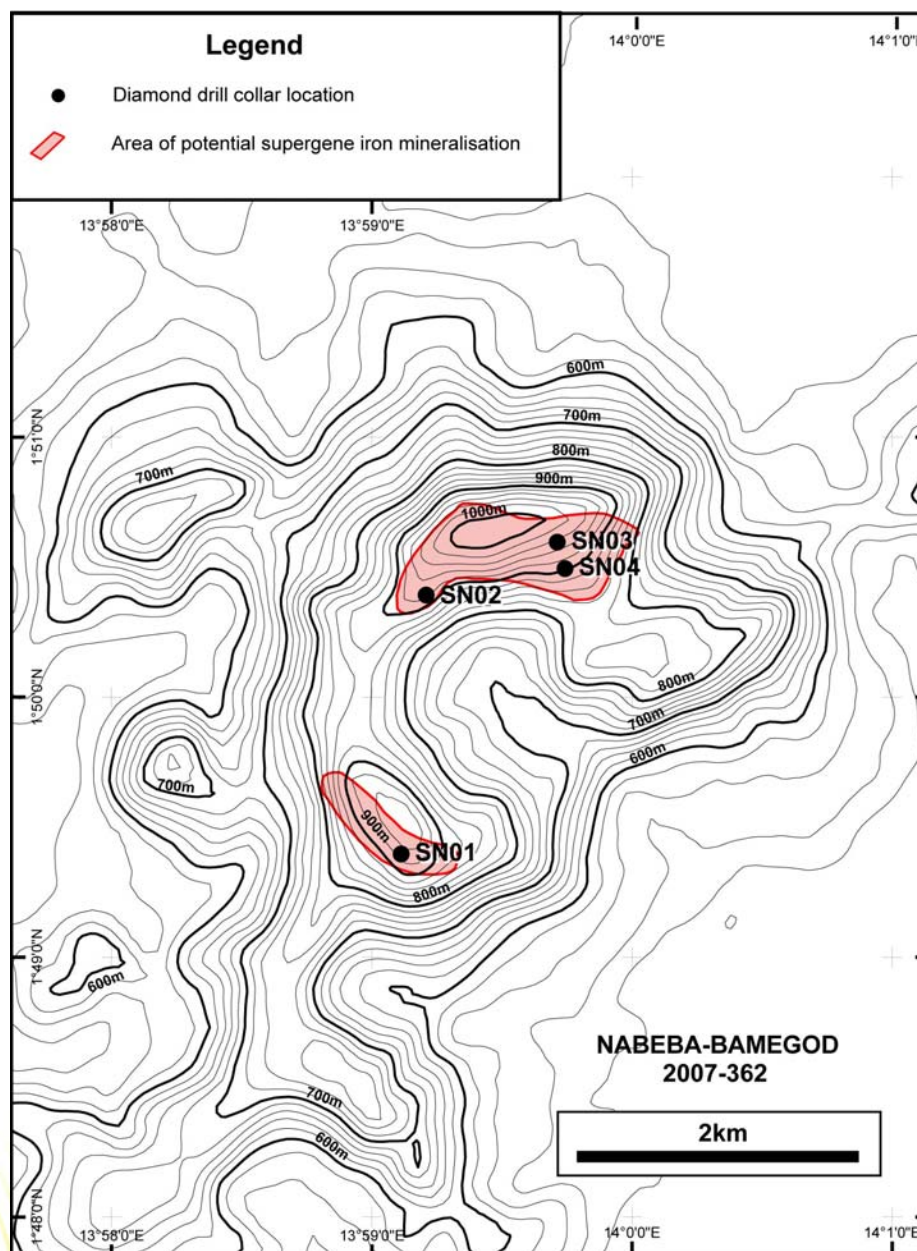 Legend
Diamond drill collar location
Area of potential supergene iron mineralisation
14°0'0"E
14°1'0"E
13°58'0"E
13°59'0"E
600m
700m
1°51'0"N
800m
700m
900m
1000m
SN03
SN04
SN02
800m
1°50'0"N
700m
600m
700m
900m
SN01
800m
1°49'0"N
600m
NABEBA-BAMEGOD
2007-362
700m
2km
600m
1°48'0"N
13°58'0"E
13°59'0"E
14°0'0"E
14°1'0"E